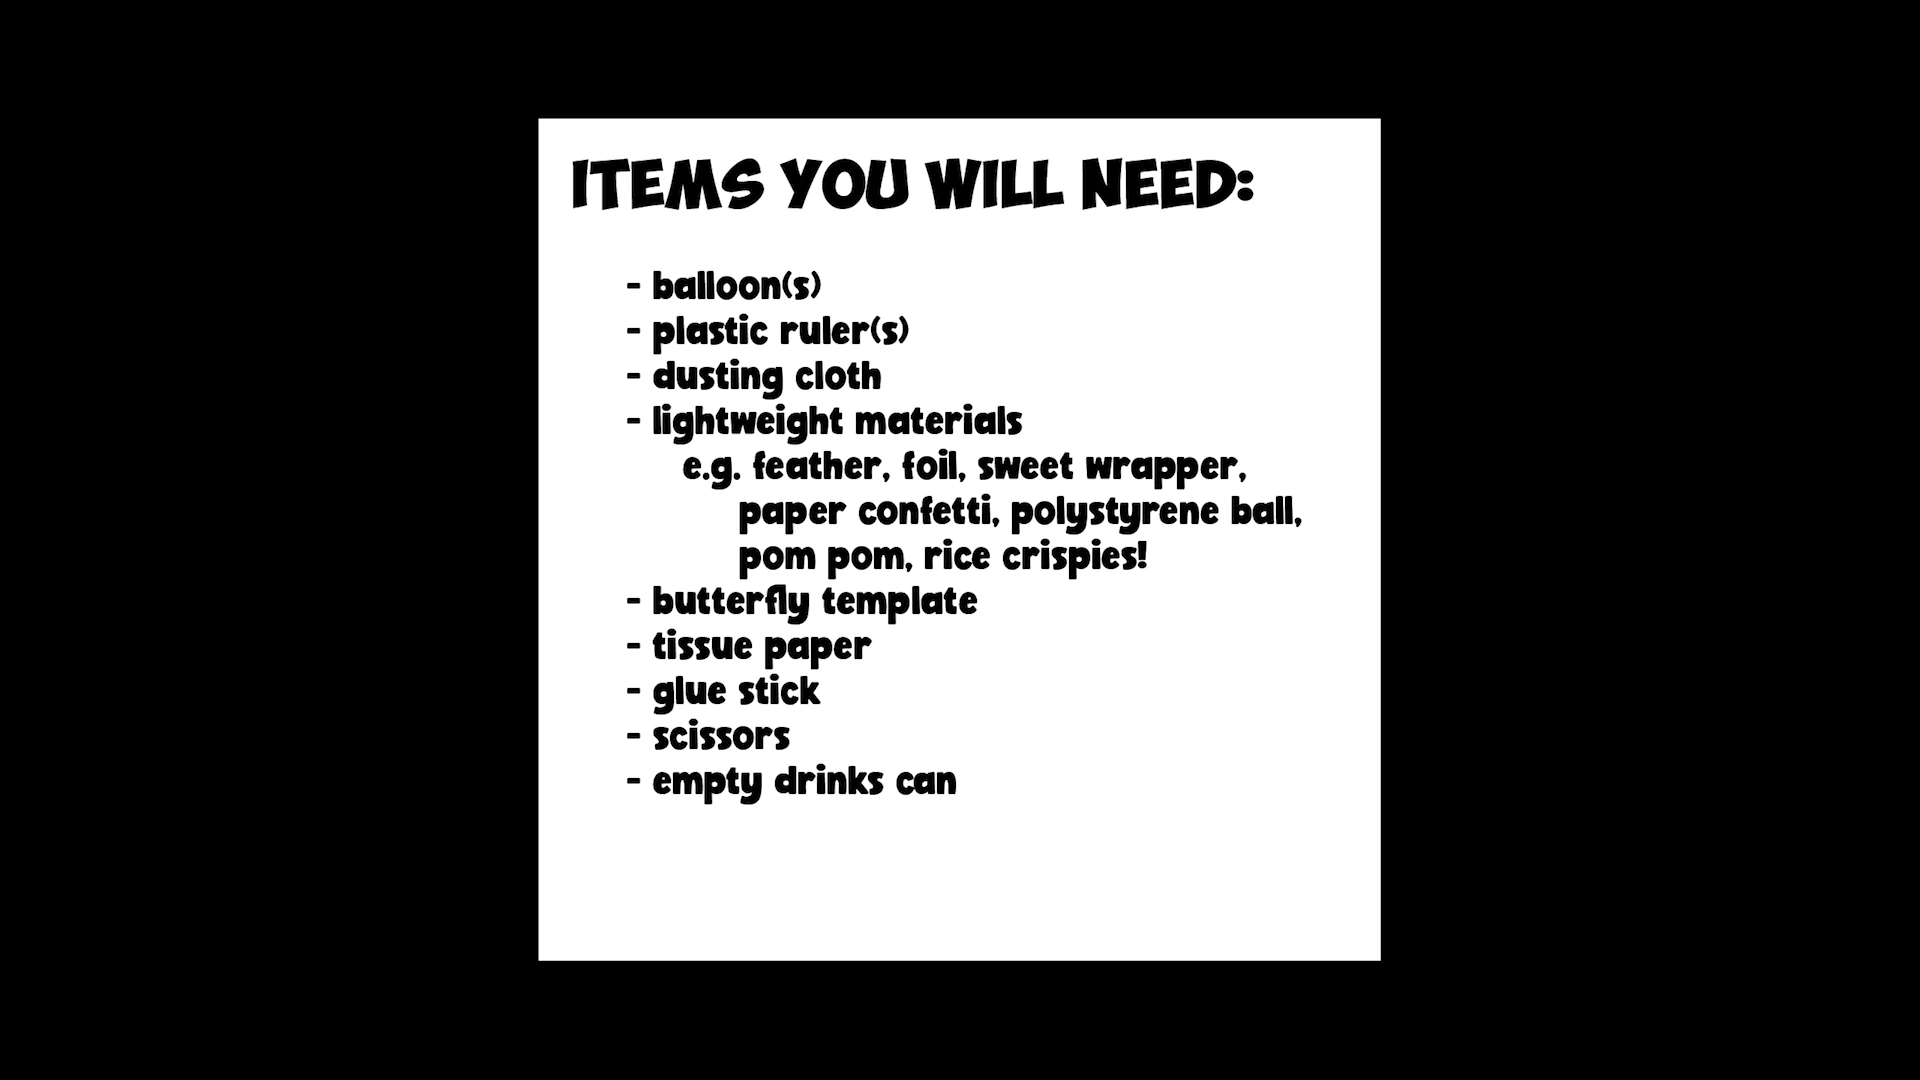 ITEMS YOU WILL NEED:
- balloon(s)
- plastic ruler(s)
- dusting cloth
- lightweight materials
e.g. feather, foil, sweet wrapper,
paper confetti, polystyrene ball,
pom pom, rice crispies!
- butterfly template
- tissue paper
- glue stick
- scissors
- empty drinks can